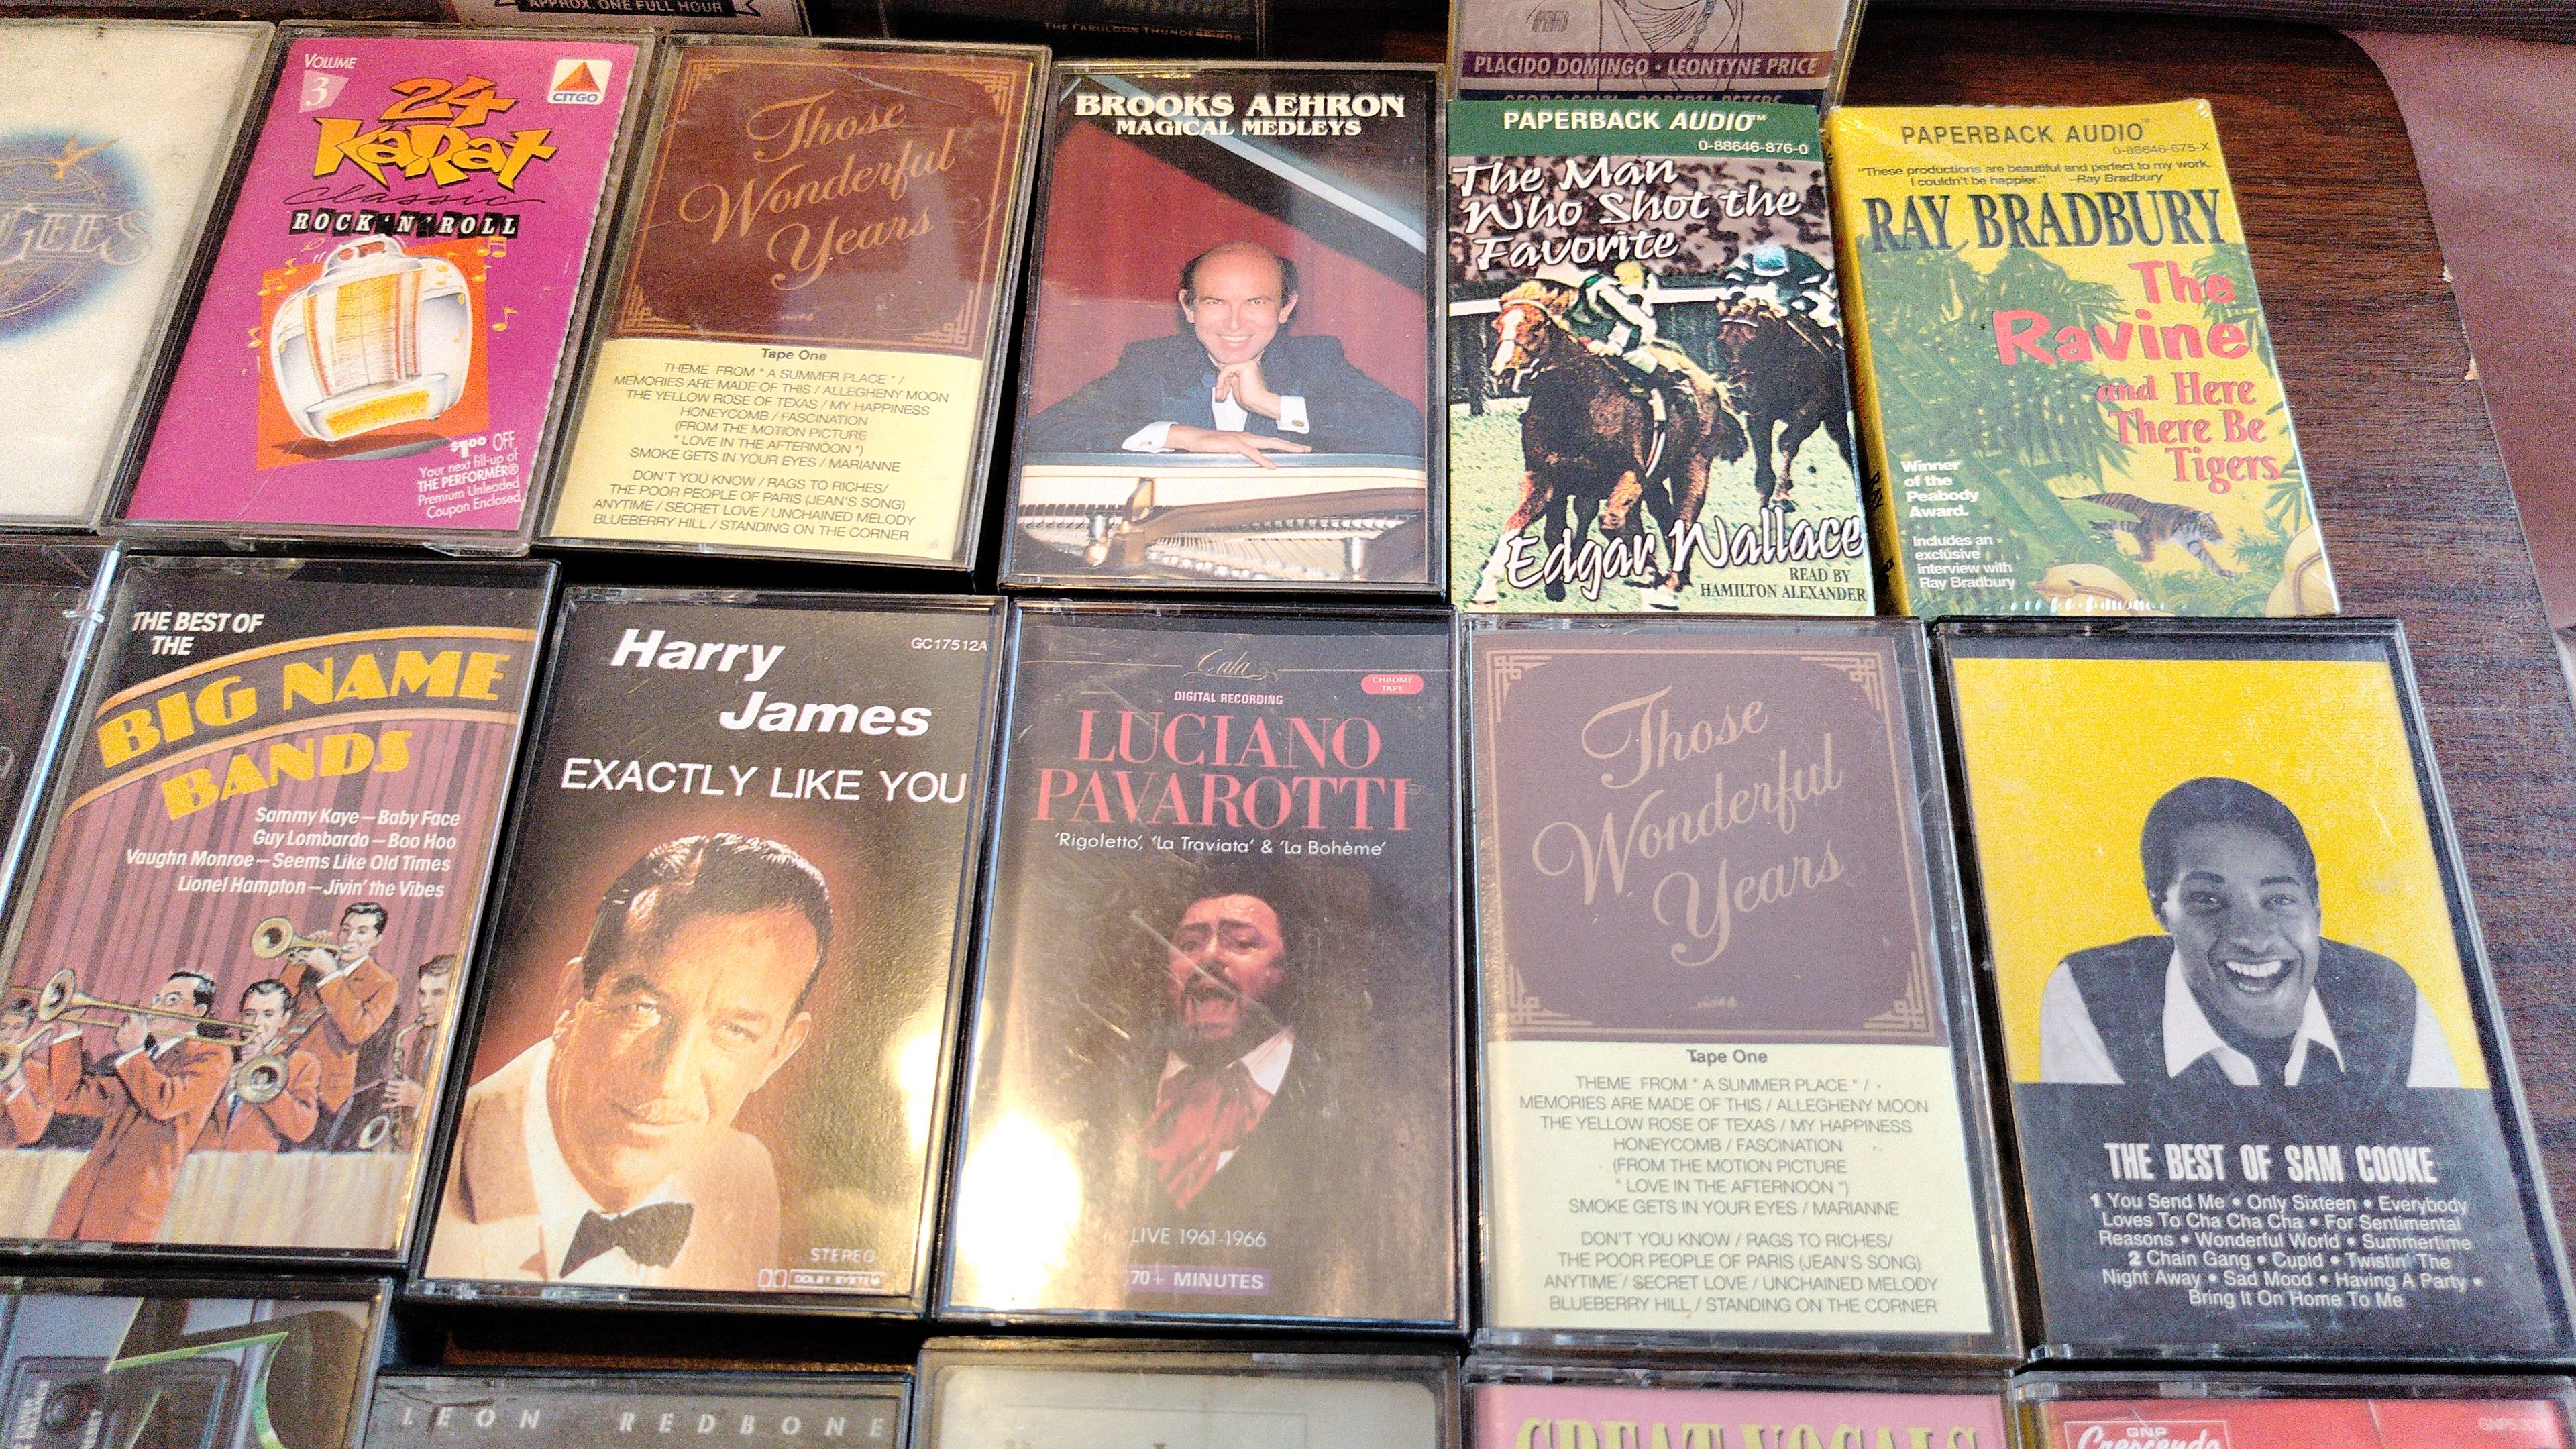 APPROX. ONE FULL HOUR
THE FABULOUS THUNDERBIRDS
PLACIDO DOMINGO • LEONTYNE PRICE
VOLUME
3
24
KARAT
Classic
ROCK 'N' ROLL
CITGO
$1.00 OFF
Your next fill-up of
THE PERFORMER®
Premium Unleaded
Coupon Enclosed
Those
Wonderful
Years
Tape One
THEME FROM "A SUMMER PLACE" /
MEMORIES ARE MADE OF THIS / ALLEGHENY MOON
THE YELLOW ROSE OF TEXAS / MY HAPPINESS
HONEYCOMB / FASCINATION
(FROM THE MOTION PICTURE
"LOVE IN THE AFTERNOON")
SMOKE GETS IN YOUR EYES / MARIANNE
DON'T YOU KNOW / RAGS TO RICHES/
THE POOR PEOPLE OF PARIS (JEAN'S SONG)
ANYTIME / SECRET LOVE / UNCHAINED MELODY
BLUEBERRY HILL / STANDING ON THE CORNER
BROOKS AEHRON
MAGICAL MEDLEYS
PAPERBACK AUDIO™
0-88646-876-0
The Man
Who Shot the
Favorite
Edgar Wallace
READ BY
HAMILTON ALEXANDER
PAPERBACK AUDIO™
0-88646-675-X
"These productions are beautiful and perfect to my work.
I couldn't be happier." –Ray Bradbury
RAY BRADBURY
The
Ravine
and Here
There Be
Tigers
Winner
of the
Peabody
Award.
Includes an
exclusive
interview with
Ray Bradbury
THE BEST OF
THE
BIG NAME
BANDS
Sammy Kaye – Baby Face
Guy Lombardo – Boo Hoo
Vaughn Monroe – Seems Like Old Times
Lionel Hampton – Jivin' the Vibes
Harry
James
GC17512A
EXACTLY LIKE YOU
STEREO
DOLBY SYSTEM
Cala
DIGITAL RECORDING
CHROME
TAPE
LUCIANO
PAVAROTTI
'Rigoletto', 'La Traviata' & 'La Bohème'
LIVE 1961-1966
70+ MINUTES
Those
Wonderful
Years
Tape One
THEME FROM "A SUMMER PLACE" /
MEMORIES ARE MADE OF THIS / ALLEGHENY MOON
THE YELLOW ROSE OF TEXAS / MY HAPPINESS
HONEYCOMB / FASCINATION
(FROM THE MOTION PICTURE
"LOVE IN THE AFTERNOON")
SMOKE GETS IN YOUR EYES / MARIANNE
DON'T YOU KNOW / RAGS TO RICHES/
THE POOR PEOPLE OF PARIS (JEAN'S SONG)
ANYTIME / SECRET LOVE / UNCHAINED MELODY
BLUEBERRY HILL / STANDING ON THE CORNER
THE BEST OF SAM COOKE
1 You Send Me • Only Sixteen • Everybody
Loves To Cha Cha Cha • For Sentimental
Reasons • Wonderful World • Summertime
2 Chain Gang • Cupid • Twistin' The
Night Away • Sad Mood • Having A Party •
Bring It On Home To Me
LEON REDBONE
GREAT VOCALS
GNP
Crescendo